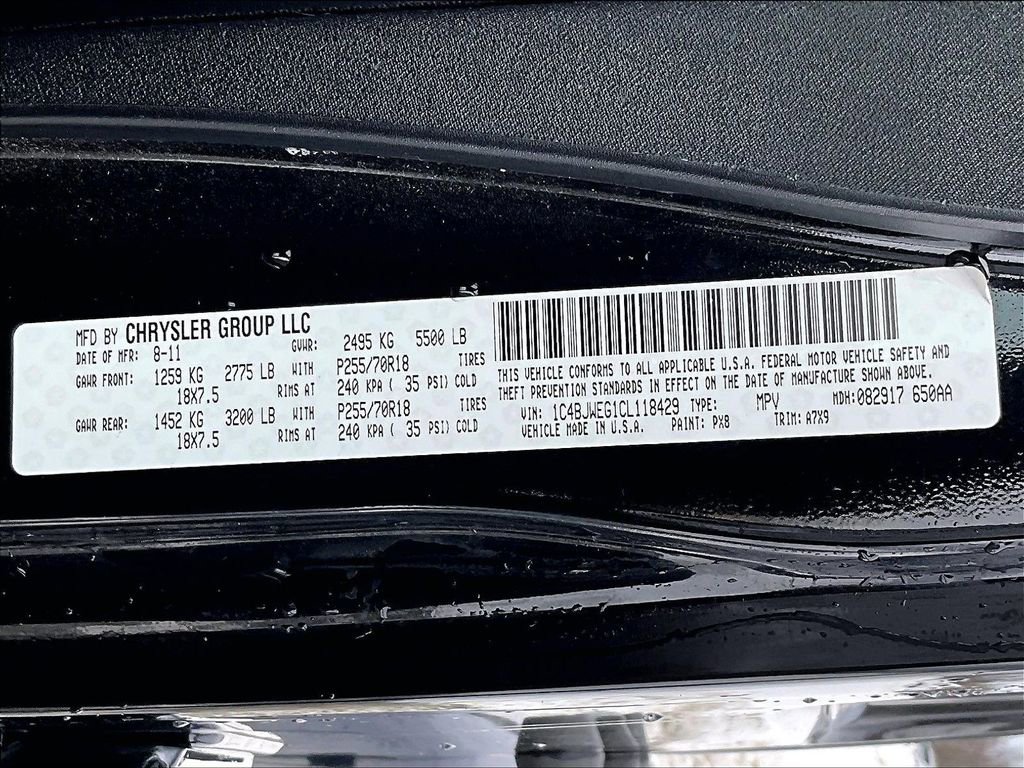 MFD BY CHRYSLER GROUP LLC
DATE OF MFR: 8-11 GVWR: 2495 KG 5500 LB
GAWR FRONT: 1259 KG 2775 LB WITH P255/70R18 TIRES
18X7.5 RIMS AT 240 KPA ( 35 PSI) COLD
GAWR REAR: 1452 KG 3200 LB WITH P255/70R18 TIRES
18X7.5 RIMS AT 240 KPA ( 35 PSI) COLD
THIS VEHICLE CONFORMS TO ALL APPLICABLE U.S.A. FEDERAL MOTOR VEHICLE SAFETY AND
THEFT PREVENTION STANDARDS IN EFFECT ON THE DATE OF MANUFACTURE SHOWN ABOVE.
VIN: 1C4BJWEG1CL118429 TYPE: MPV MDH: 082917 650AA
VEHICLE MADE IN U.S.A. PAINT: PX8 TRIM: A7X9